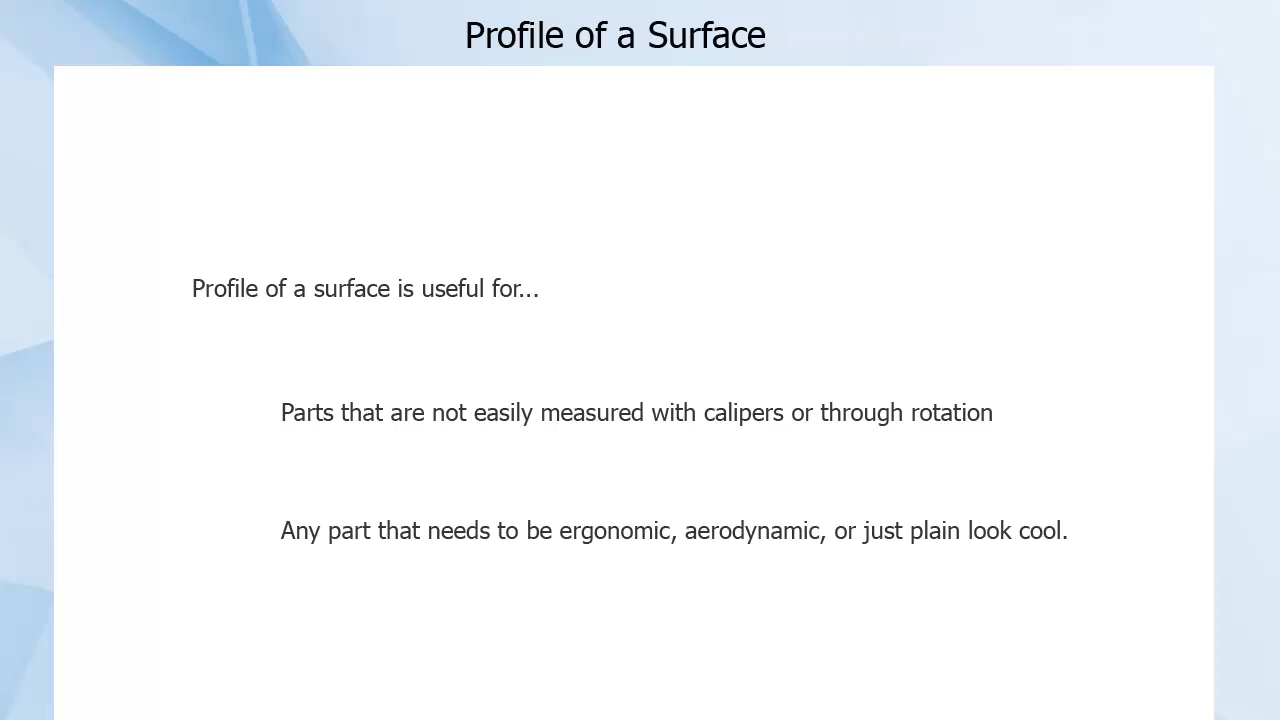 Profile of a Surface
Profile of a surface is useful for...
Parts that are not easily measured with calipers or through rotation
Any part that needs to be ergonomic, aerodynamic, or just plain look cool.